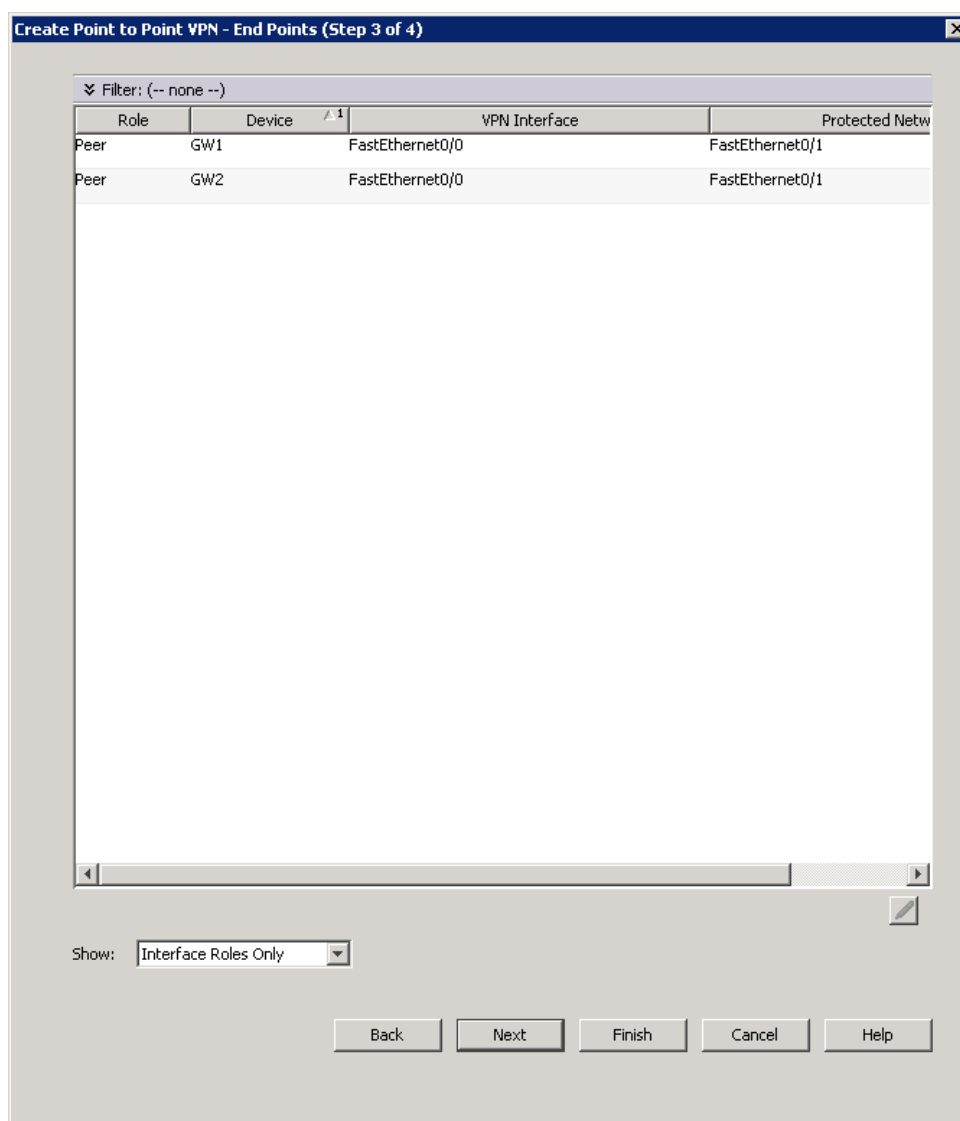 Create Point to Point VPN - End Points (Step 3 of 4)
Filter: (-- none --)
Role Device 1 VPN Interface Protected Netw
Peer GW1 FastEthernet0/0 FastEthernet0/1
Peer GW2 FastEthernet0/0 FastEthernet0/1
Show: Interface Roles Only
Back Next Finish Cancel Help